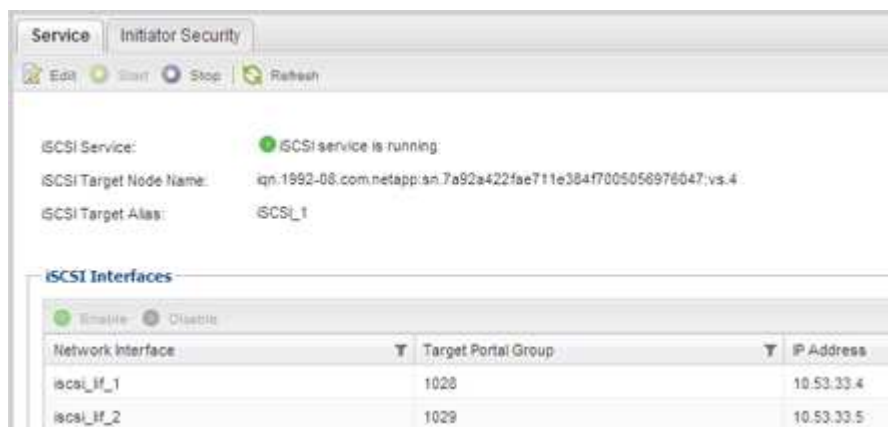 Service Initiator Security
Edit Start Stop Refresh
iSCSI Service: iSCSI service is running
iSCSI Target Node Name: iqn.1992-08.com.netapp:sn.7a92a422fae711e384f7005056976047:vs.4
iSCSI Target Alias: iSCSI_1
iSCSI Interfaces
Enable Disable
Network Interface Target Portal Group IP Address
iscsi_lif_1 1028 10.53.33.4
iscsi_lif_2 1029 10.53.33.5